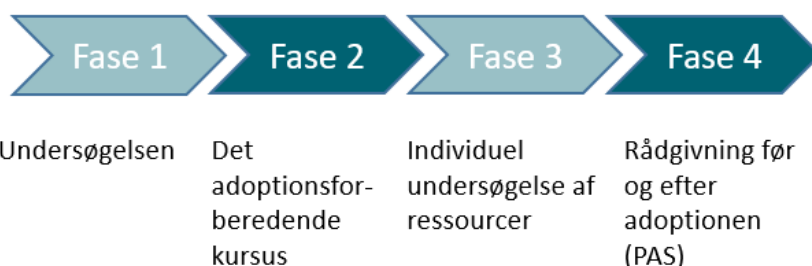 Fase 1
Fase 2
Fase 3
Fase 4
Undersøgelsen
Det
adoptionsfor-
beredende
kursus
Individuel
undersøgelse af
ressourcer
Rådgivning før
og efter
adoptionen
(PAS)